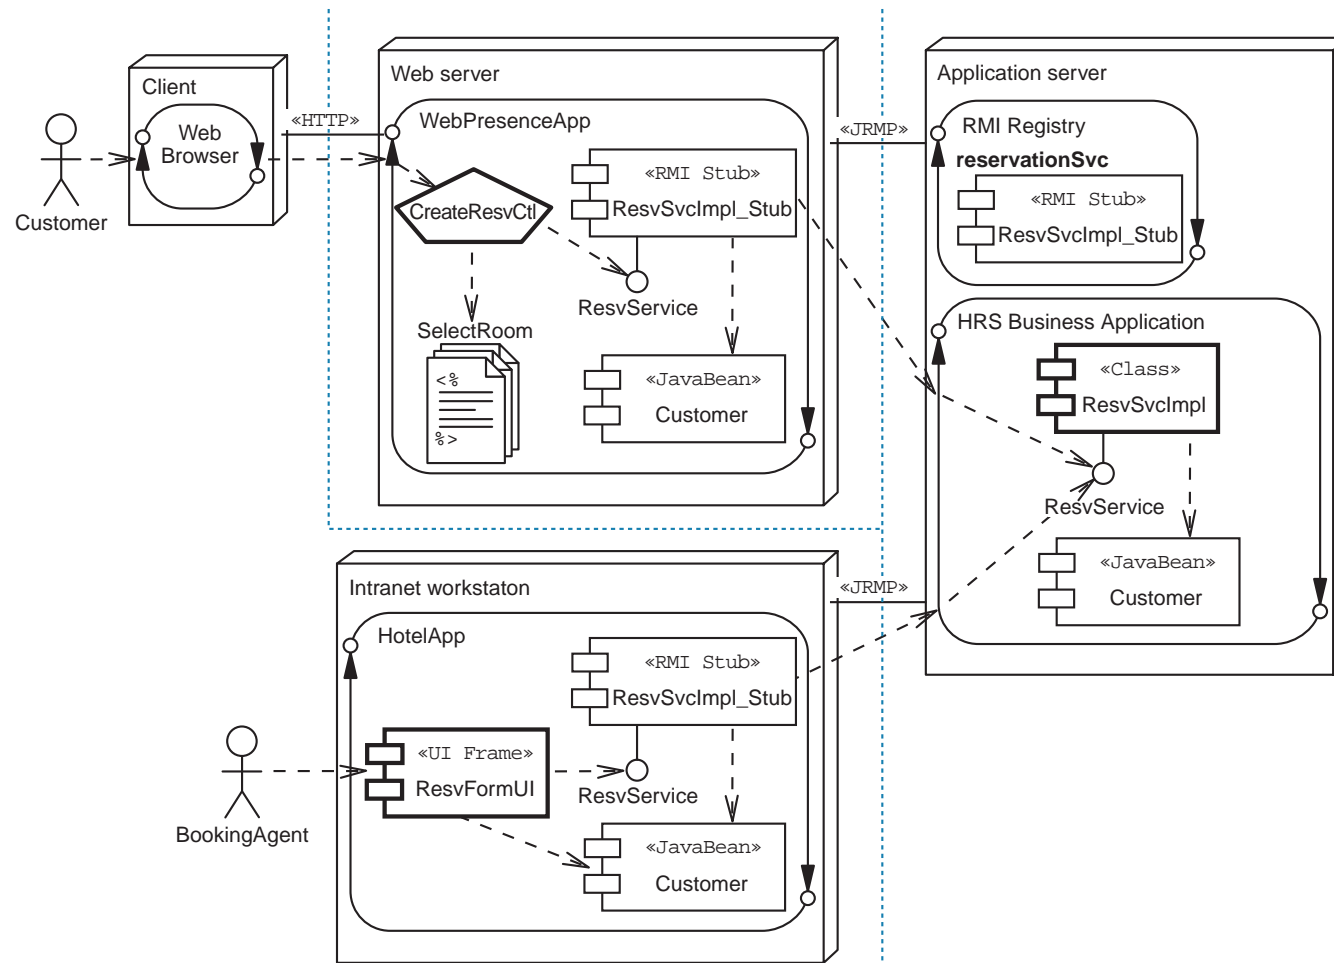 Client
Web
Browser
Customer
«HTTP»
Web server
WebPresenceApp
CreateResvCtl
«RMI Stub»
ResvSvcImpl_Stub
ResvService
SelectRoom
<%
%>
«JavaBean»
Customer
«JRMP»
Application server
RMI Registry
reservationSvc
«RMI Stub»
ResvSvcImpl_Stub
HRS Business Application
«Class»
ResvSvcImpl
ResvService
«JavaBean»
Customer
Intranet workstaton
HotelApp
«RMI Stub»
ResvSvcImpl_Stub
«UI Frame»
ResvFormUI
ResvService
«JavaBean»
Customer
BookingAgent
«JRMP»